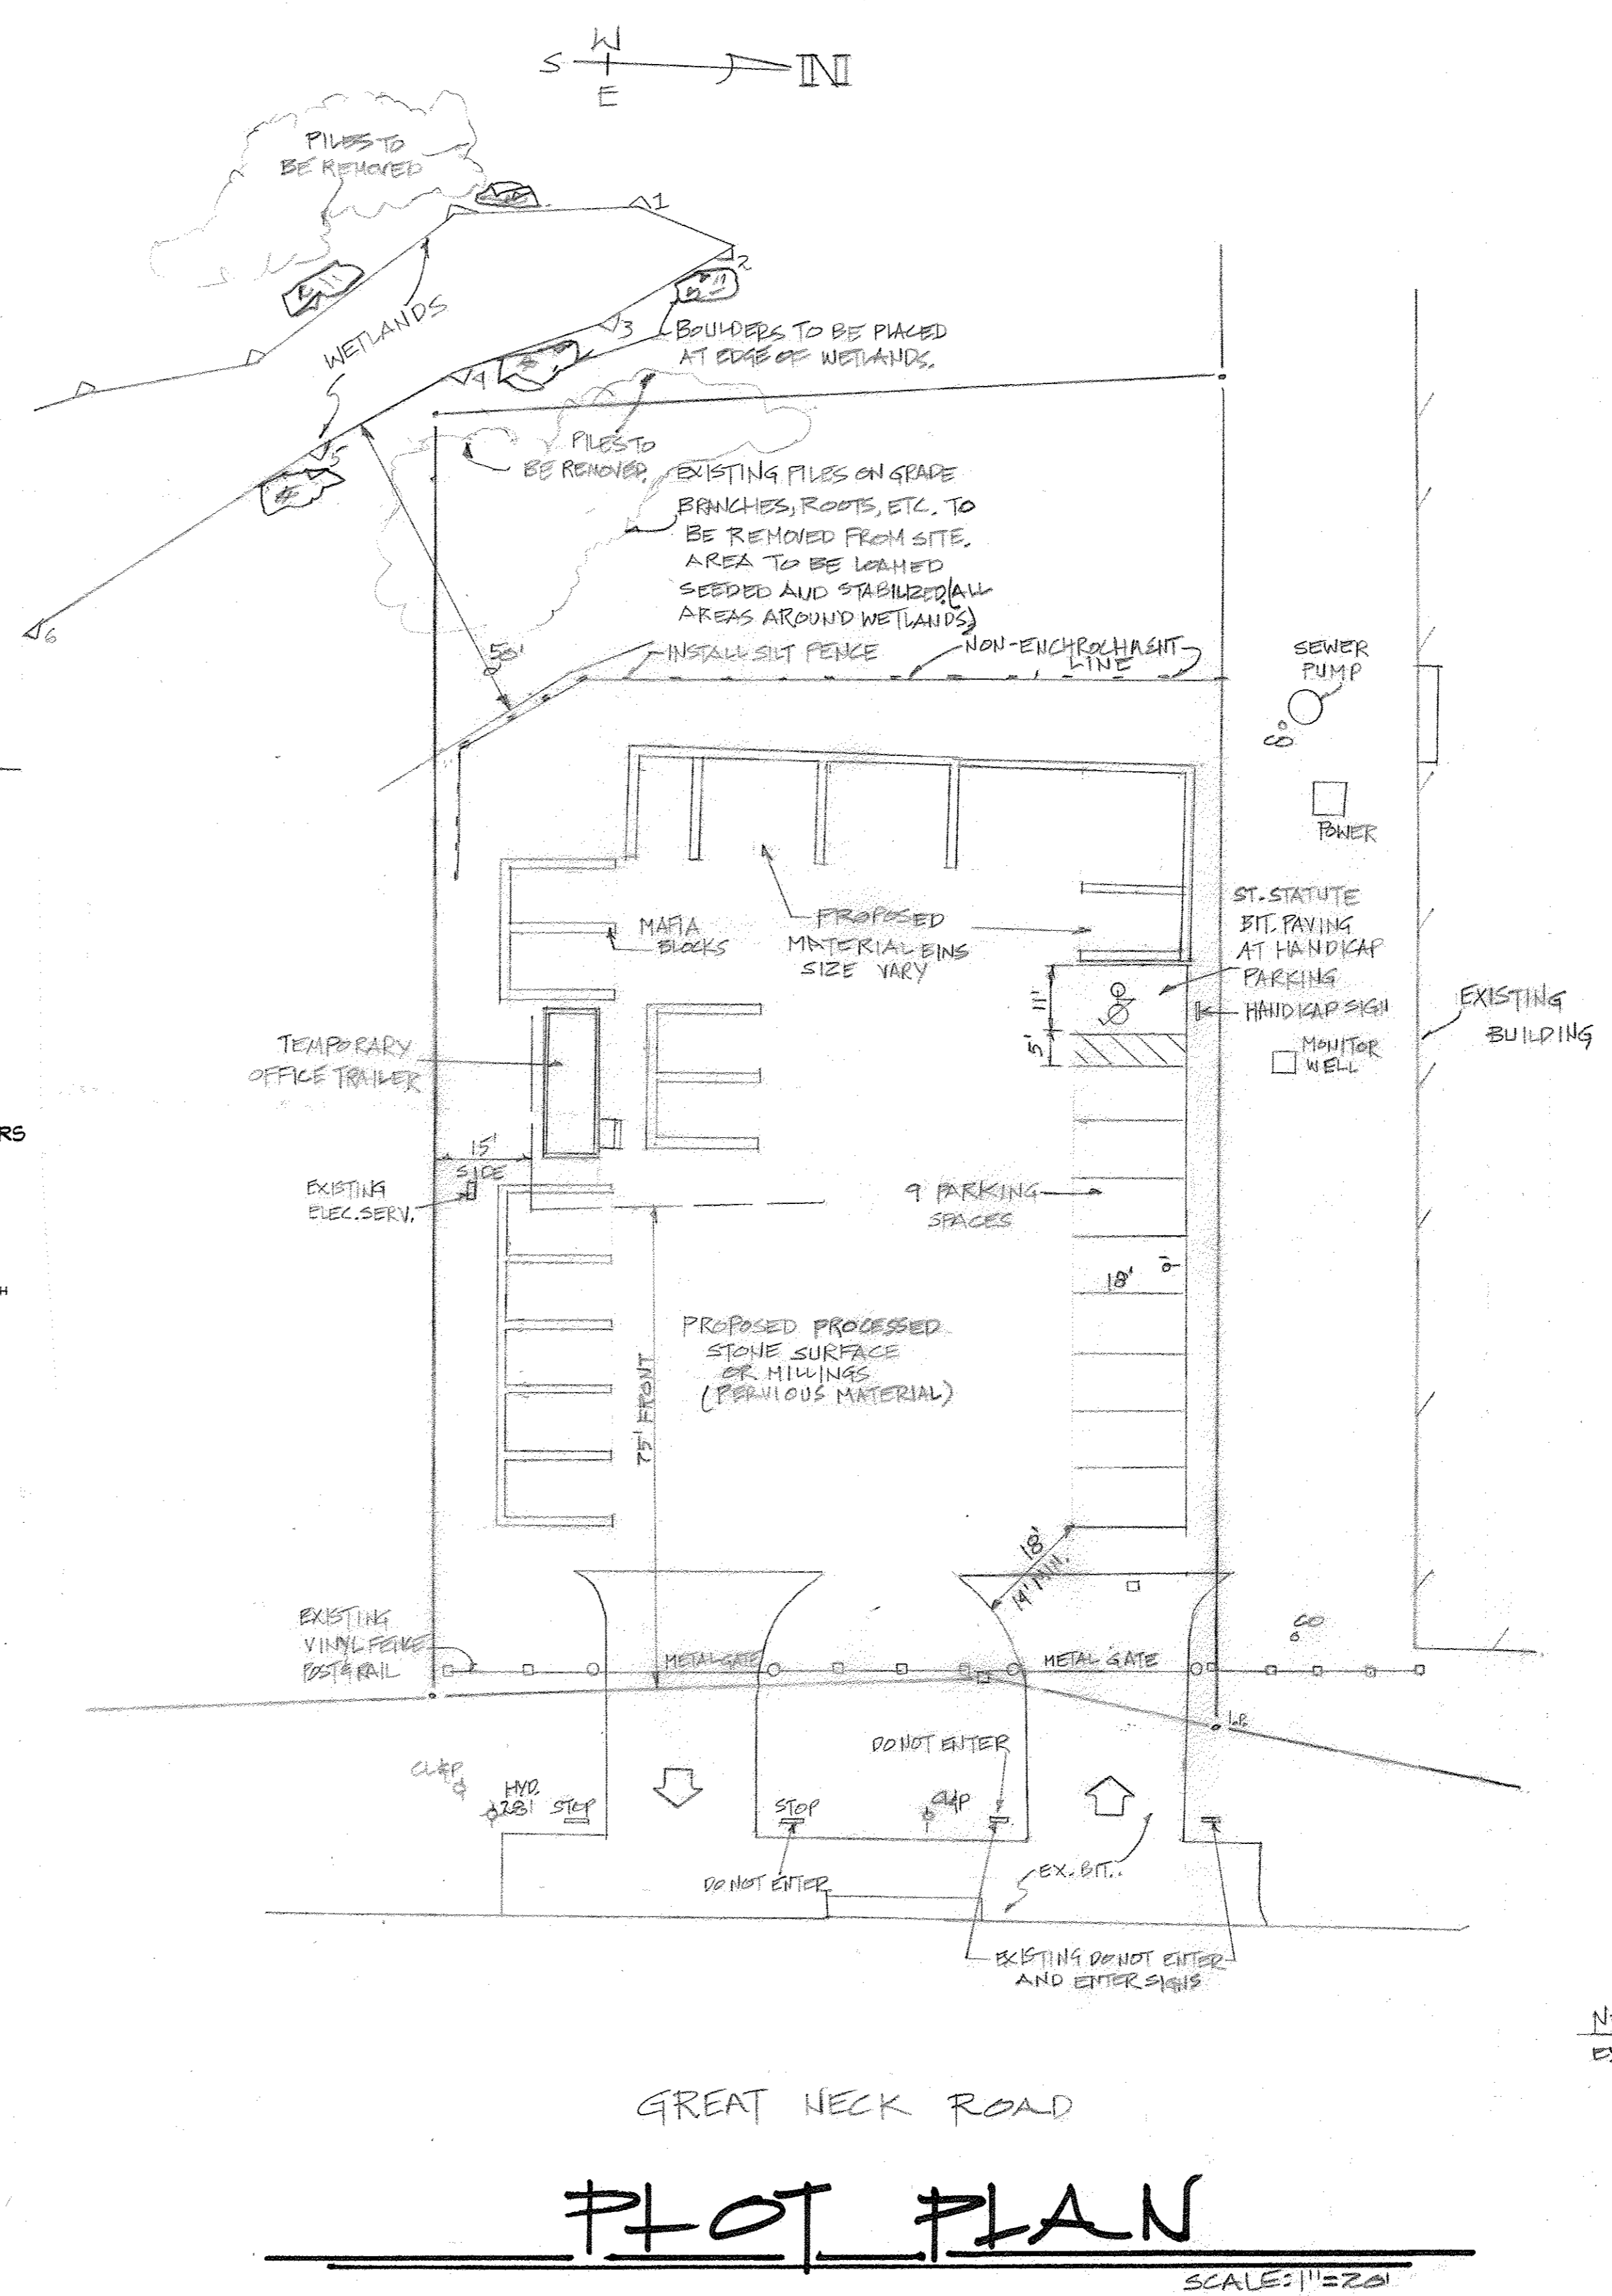 W
S
N
E
PILES TO
BE REMOVED
1
2
3
4
5
6
WETLANDS
BOULDERS TO BE PLACED
AT EDGE OF WETLANDS.
PILES TO
BE REMOVED.
EXISTING PILES ON GRADE
BRANCHES, ROOTS, ETC. TO
BE REMOVED FROM SITE.
AREA TO BE LOAMED
SEEDED AND STABILIZED.(ALL
AREAS AROUND WETLANDS)
50'
INSTALL SILT FENCE
NON-ENCHROCHMENT
LINE
SEWER
PUMP
CO
POWER
MAFIA
BLOCKS
PROPOSED
MATERIAL BINS
SIZE VARY
ST. STATUTE
BIT. PAVING
AT HANDICAP
PARKING
HANDICAP SIGN
11'
5'
MONITOR
WELL
EXISTING
BUILDING
TEMPORARY
OFFICE TRAILER
RS
15'
SIDE
EXISTING
ELEC. SERV.
9 PARKING
SPACES
9'
18'
H
PROPOSED PROCESSED
STONE SURFACE
OR MILLINGS
(PERVIOUS MATERIAL)
75' FRONT
18'
14' MIN.
EXISTING
VINYL FENCE
POST & RAIL
METAL GATE
METAL GATE
CO
I.P.
DO NOT ENTER
CL&P
HYD.
281
STOP
STOP
CL&P
DO NOT ENTER
EX. BIT.
EXISTING DO NOT ENTER
AND ENTER SIGNS
GREAT NECK ROAD
PLOT PLAN
SCALE: 1"=20'